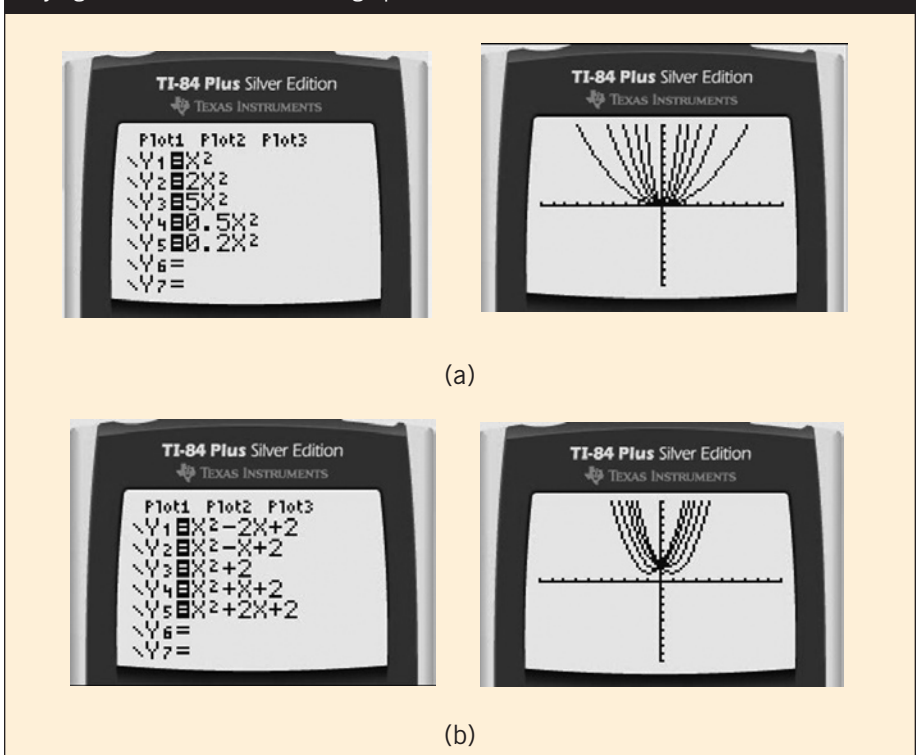 TI-84 Plus Silver Edition
TEXAS INSTRUMENTS
Plot1 Plot2 Plot3
\Y1=X²
\Y2=2X²
\Y3=5X²
\Y4=0.5X²
\Y5=0.2X²
\Y6=
\Y7=
TI-84 Plus Silver Edition
TEXAS INSTRUMENTS
(a)
TI-84 Plus Silver Edition
TEXAS INSTRUMENTS
Plot1 Plot2 Plot3
\Y1=X²-2X+2
\Y2=X²-X+2
\Y3=X²+2
\Y4=X²+X+2
\Y5=X²+2X+2
\Y6=
\Y7=
TI-84 Plus Silver Edition
TEXAS INSTRUMENTS
(b)